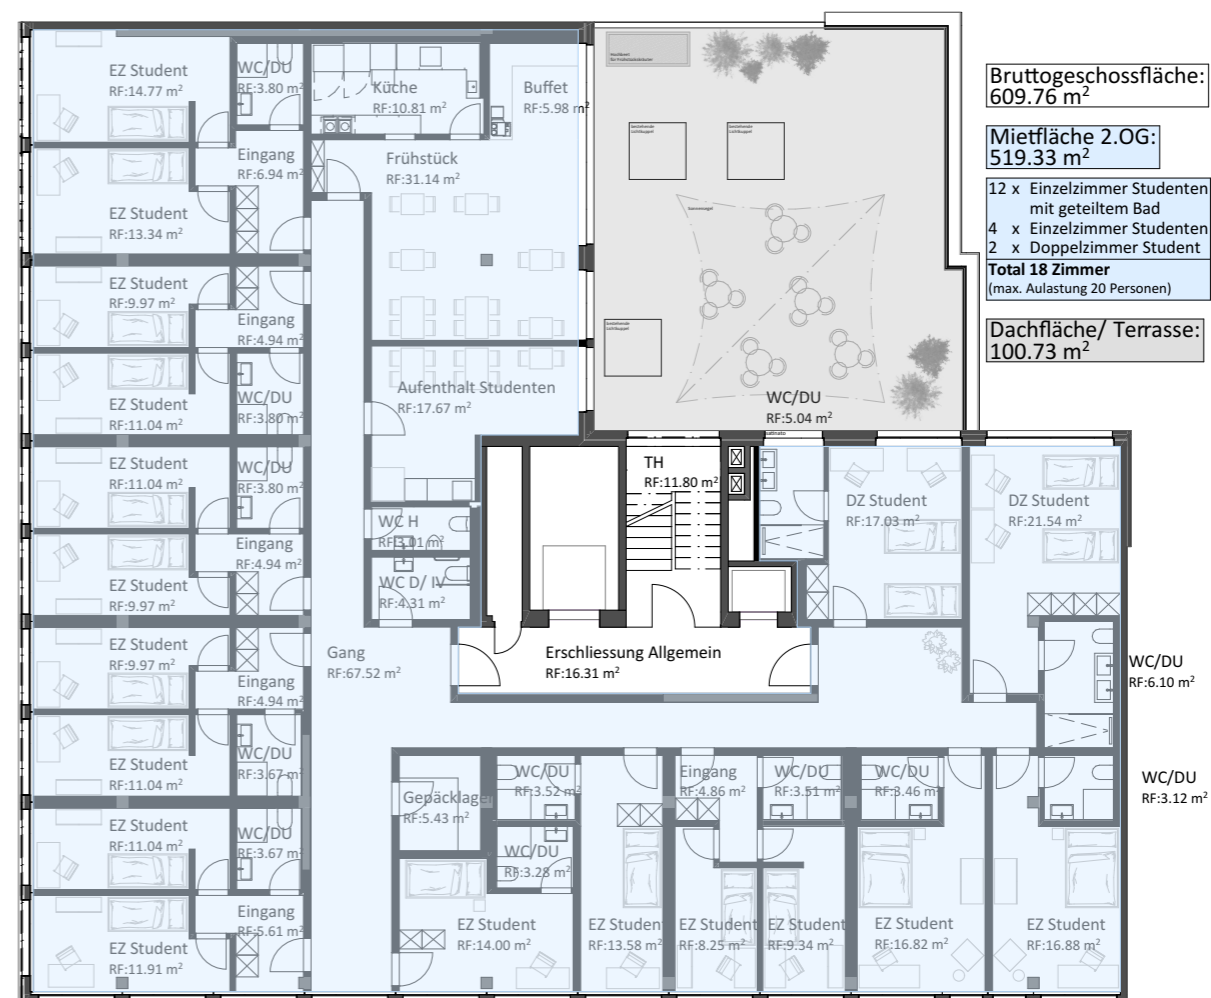 Bruttogeschossfläche:
609.76 m²
Mietfläche 2.OG:
519.33 m²
12 x Einzelzimmer Studenten
mit geteiltem Bad
4 x Einzelzimmer Studenten
2 x Doppelzimmer Student
Total 18 Zimmer
(max. Aulastung 20 Personen)
Dachfläche/ Terrasse:
100.73 m²
EZ Student
RF:14.77 m²
WC/DU
RF:3.80 m²
Küche
RF:10.81 m²
Buffet
RF:5.98 m²
Eingang
RF:6.94 m²
Frühstück
RF:31.14 m²
EZ Student
RF:13.34 m²
bestehende
Lichtkuppel
bestehende
Lichtkuppel
EZ Student
RF:9.97 m²
Eingang
RF:4.94 m²
bestehende
Lichtkuppel
EZ Student
RF:11.04 m²
WC/DU
RF:3.80 m²
Aufenthalt Studenten
RF:17.67 m²
WC/DU
RF:5.04 m²
EZ Student
RF:11.04 m²
WC/DU
RF:3.80 m²
TH
RF:11.80 m²
DZ Student
RF:17.03 m²
DZ Student
RF:21.54 m²
WC H
RF:3.01 m²
Eingang
RF:4.94 m²
EZ Student
RF:9.97 m²
WC D/ IV
RF:4.31 m²
EZ Student
RF:9.97 m²
Gang
RF:67.52 m²
Erschliessung Allgemein
RF:16.31 m²
WC/DU
RF:6.10 m²
Eingang
RF:4.94 m²
EZ Student
RF:11.04 m²
WC/DU
RF:3.67 m²
WC/DU
RF:3.52 m²
Eingang
RF:4.86 m²
WC/DU
RF:3.51 m²
WC/DU
RF:3.46 m²
WC/DU
RF:3.12 m²
Gepäcklager
RF:5.43 m²
EZ Student
RF:11.04 m²
WC/DU
RF:3.67 m²
WC/DU
RF:3.28 m²
Eingang
RF:5.61 m²
EZ Student
RF:11.91 m²
EZ Student
RF:14.00 m²
EZ Student
RF:13.58 m²
EZ Student
RF:8.25 m²
EZ Student
RF:9.34 m²
EZ Student
RF:16.82 m²
EZ Student
RF:16.88 m²